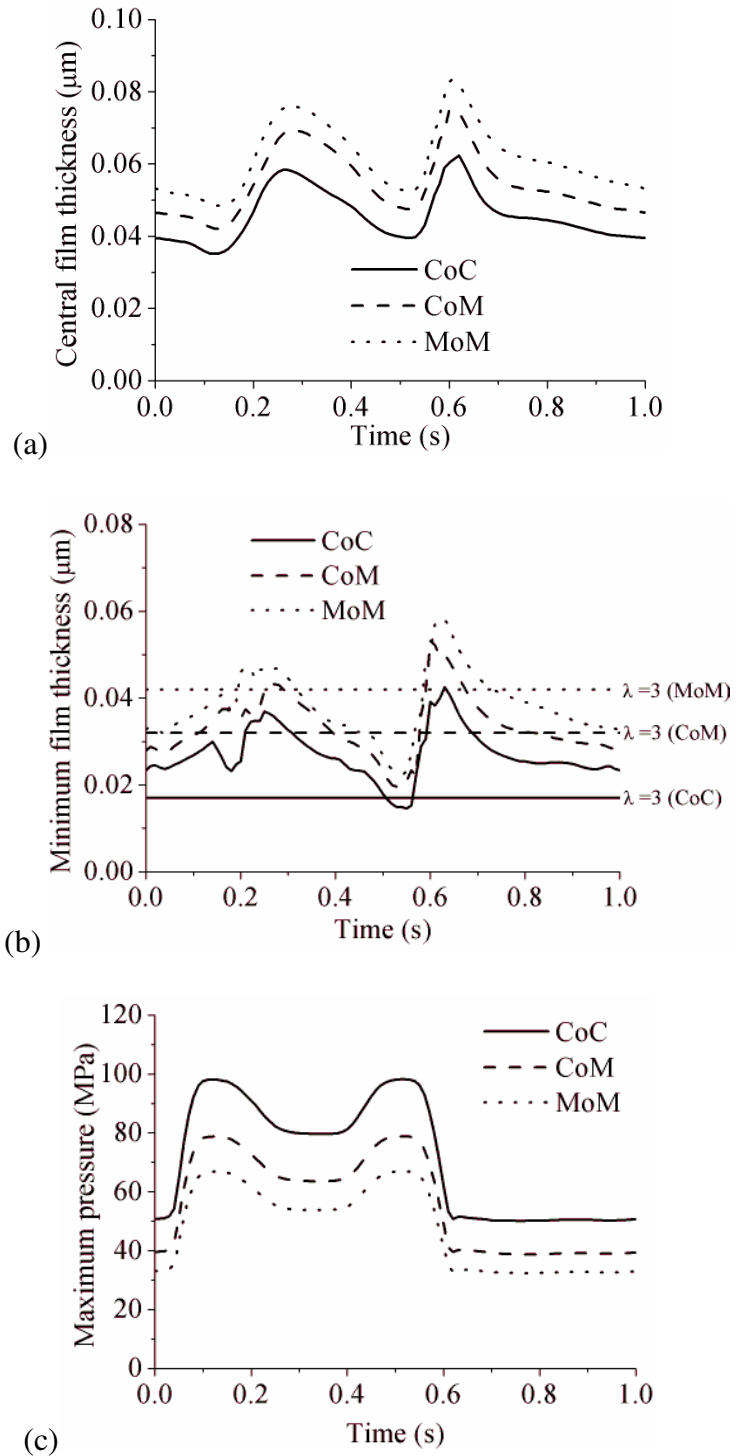 0.10
0.08
0.06
0.04
0.02
0.00
Central film thickness (μm)
CoC
CoM
MoM
0.0 0.2 0.4 0.6 0.8 1.0
Time (s)
(a)
0.08
0.06
0.04
0.02
0.00
Minimum film thickness (μm)
CoC
CoM
MoM
λ =3 (MoM)
λ =3 (CoM)
λ =3 (CoC)
0.0 0.2 0.4 0.6 0.8 1.0
Time (s)
(b)
120
100
80
60
40
20
0
Maximum pressure (MPa)
CoC
CoM
MoM
0.0 0.2 0.4 0.6 0.8 1.0
Time (s)
(c)